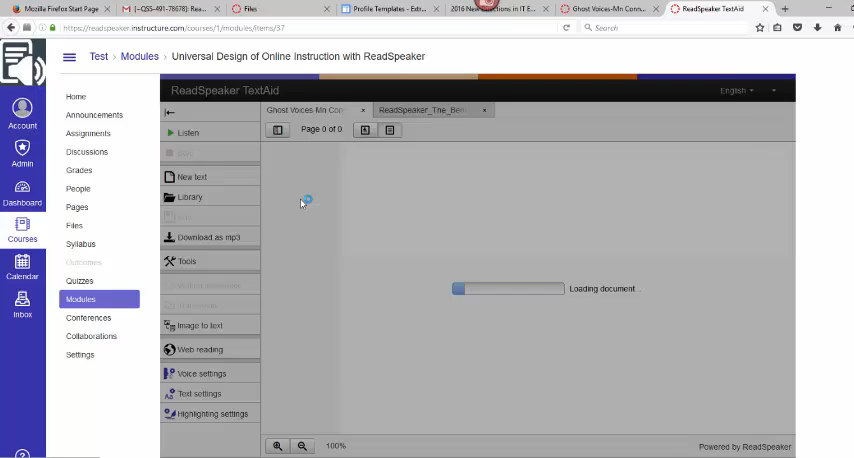 Mozilla Firefox Start Page
[-QSS-491-78678]: Rea...
Files
Profile Templates - Extr...
2016 New Directions in IT E...
Ghost Voices-Mn Conn...
ReadSpeaker TextAid
https://readspeaker.instructure.com/courses/1/modules/items/37
Search
Test > Modules > Universal Design of Online Instruction with ReadSpeaker
Account
Admin
Dashboard
Courses
Calendar
Inbox
Home
Announcements
Assignments
Discussions
Grades
People
Pages
Files
Syllabus
Outcomes
Quizzes
Modules
Conferences
Collaborations
Settings
ReadSpeaker TextAid
English
Ghost Voices-Mn Con
ReadSpeaker_The_Ben
Listen
Page 0 of 0
New text
Library
Download as mp3
Tools
Image to text
Web reading
Voice settings
Text settings
Highlighting settings
Loading document...
100%
Powered by ReadSpeaker